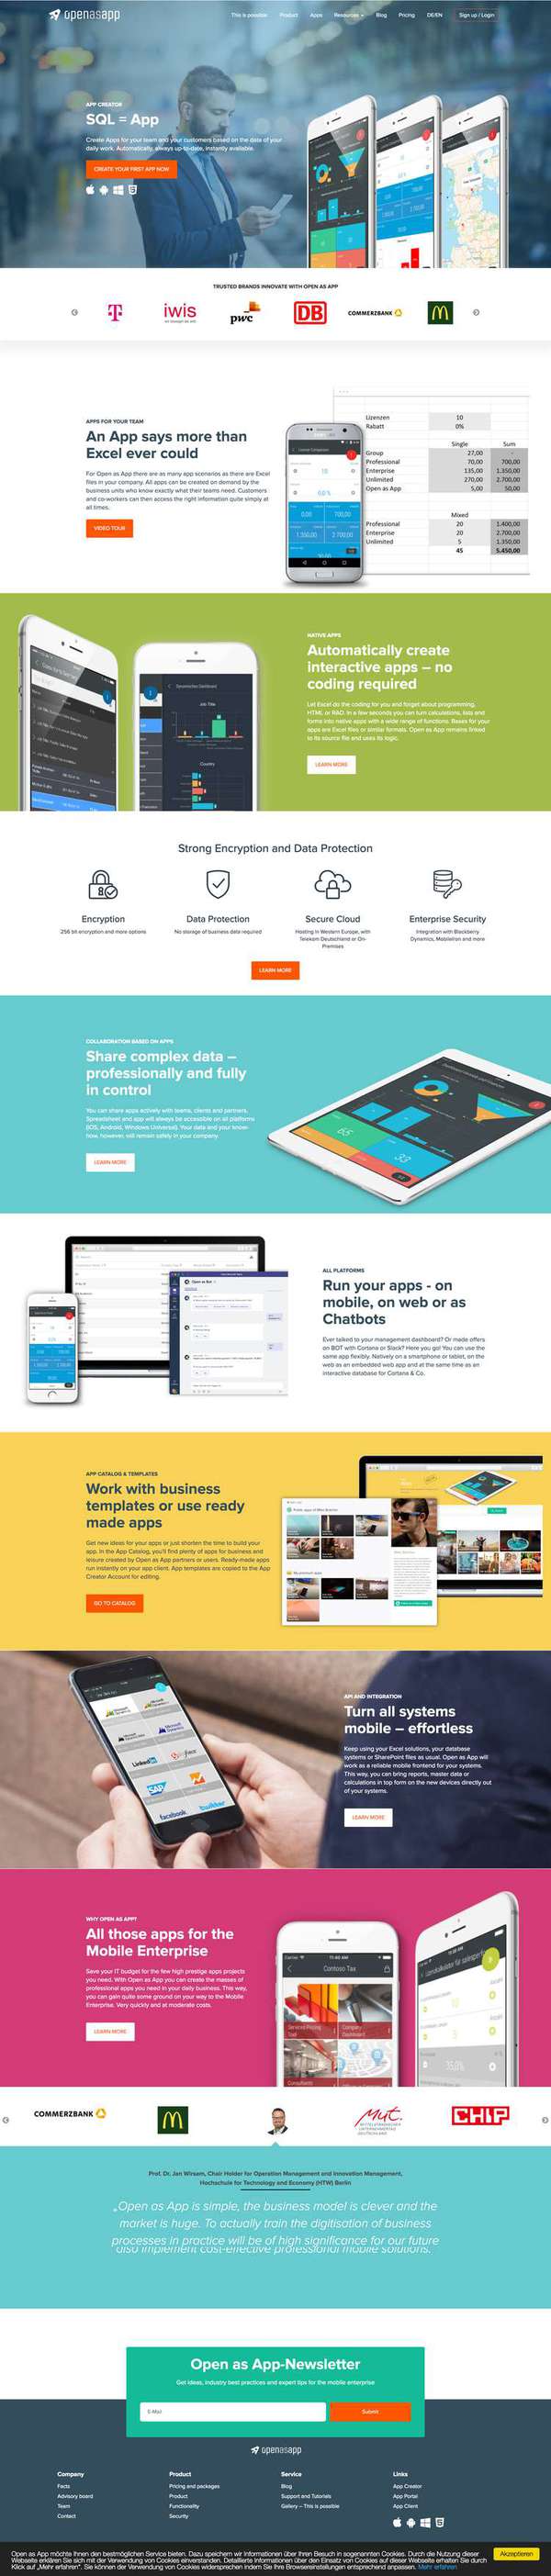 openasapp
This is possible Product Apps Resources Blog Pricing DE/EN Sign up / Login
APP CREATOR
SQL = App
Create Apps for your team and your customers based on the data of your
daily work. Automatically, always up-to-date, instantly available.
CREATE YOUR FIRST APP NOW
TRUSTED BRANDS INNOVATE WITH OPEN AS APP
T iwis pwc DB COMMERZBANK M
APPS FOR YOUR TEAM
An App says more than
Excel ever could
For Open as App there are as many app scenarios as there are Excel
files in your company. All apps can be created on demand by the
business units who know exactly what their teams need. Customers
and co-workers can then access the right information quite simply at
all times.
VIDEO TOUR
Lizenzen 10
Rabatt 0%
Single Sum
Group 27,00 -
Professional 70,00 700,00
Enterprise 135,00 1.350,00
Unlimited 270,00 2.700,00
Open as App 5,00 50,00
Mixed
Professional 20 1.400,00
Enterprise 20 2.700,00
Unlimited 5 1.350,00
45 5.450,00
NATIVE APPS
Automatically create
interactive apps – no
coding required
Let Excel do the coding for you and forget about programming,
HTML or RAD. In a few seconds you can turn calculations, lists and
forms into native apps with a wide range of functions. Bases for your
apps are Excel files or similar formats. Open as App remains linked
to its source file and uses its logic.
LEARN MORE
Strong Encryption and Data Protection
Encryption Data Protection Secure Cloud Enterprise Security
256 bit encryption and more options
No storage of business data required
Hosting in Western Europe, with
Telekom Deutschland or On-
Premises
Integration with Blackberry
Dynamics, MobileIron and more
LEARN MORE
COLLABORATION BASED ON APPS
Share complex data –
professionally and fully
in control
You can share apps actively with teams, clients and partners.
Spreadsheet and app will always be accessible on all platforms
(iOS, Android, Windows Universal). Your data and your know-
how, however, will remain safely in your company.
LEARN MORE
65
33
ALL PLATFORMS
Run your apps - on
mobile, on web or as
Chatbots
Ever talked to your management dashboard? Or made offers
on BOT with Cortana or Slack? Here you go! You can use the
same app flexibly. Natively on a smartphone or tablet, on the
web as an embedded web app and at the same time as an
interactive database for Cortana & Co.
APP CATALOG & TEMPLATES
Work with business
templates or use ready
made apps
Get new ideas for your apps or just shorten the time to build your
app. In the App Catalog, you'll find plenty of apps for business and
leisure created by Open as App partners or users. Ready-made apps
run instantly on your app client. App templates are copied to the App
Creator Account for editing.
GO TO CATALOG
API AND INTEGRATION
Turn all systems
mobile – effortless
Keep using your Excel solutions, your database
systems or SharePoint files as usual. Open as App will
work as a reliable mobile frontend for your systems.
This way, you can bring reports, master data or
calculations in top form on the new devices directly out
of your systems.
LEARN MORE
LinkedIn
SAP
facebook
WHY OPEN AS APP?
All those apps for the
Mobile Enterprise
Save your IT budget for the few high prestige apps projects
you need. With Open as App you can create the masses of
professional apps you need in your daily business. This way,
you can gain quite some ground on your way to the Mobile
Enterprise. Very quickly and at moderate costs.
LEARN MORE
Contoso Tax
COMMERZBANK M Mut. CHIP
Prof. Dr. Jan Wirsam, Chair Holder for Operation Management and Innovation Management,
Hochschule for Technology and Economy (HTW) Berlin
„Open as App is simple, the business model is clever and the
market is huge. To actually train the digitisation of business
processes in practice will be of high significance for our future
also implement cost-effective professional mobile solutions.
Open as App-Newsletter
Get ideas, industry best practices and expert tips for the mobile enterprise
E-Mail Submit
openasapp
Company Product Service Links
Facts Pricing and packages Blog App Creator
Advisory board Product Support and Tutorials App Portal
Team Functionality Gallery – This is possible App Client
Contact Security
Open as App möchte Ihnen den bestmöglichen Service bieten. Dazu speichern wir Informationen über Ihren Besuch in sogenannten Cookies. Durch die Nutzung dieser
Webseite erklären Sie sich mit der Verwendung von Cookies einverstanden. Detaillierte Informationen über den Einsatz von Cookies auf dieser Webseite erhalten Sie durch
Klick auf „Mehr erfahren". Sie können der Verwendung von Cookies widersprechen indem Sie Ihre Browsereinstellungen entsprechend anpassen. Mehr erfahren
Akzeptieren